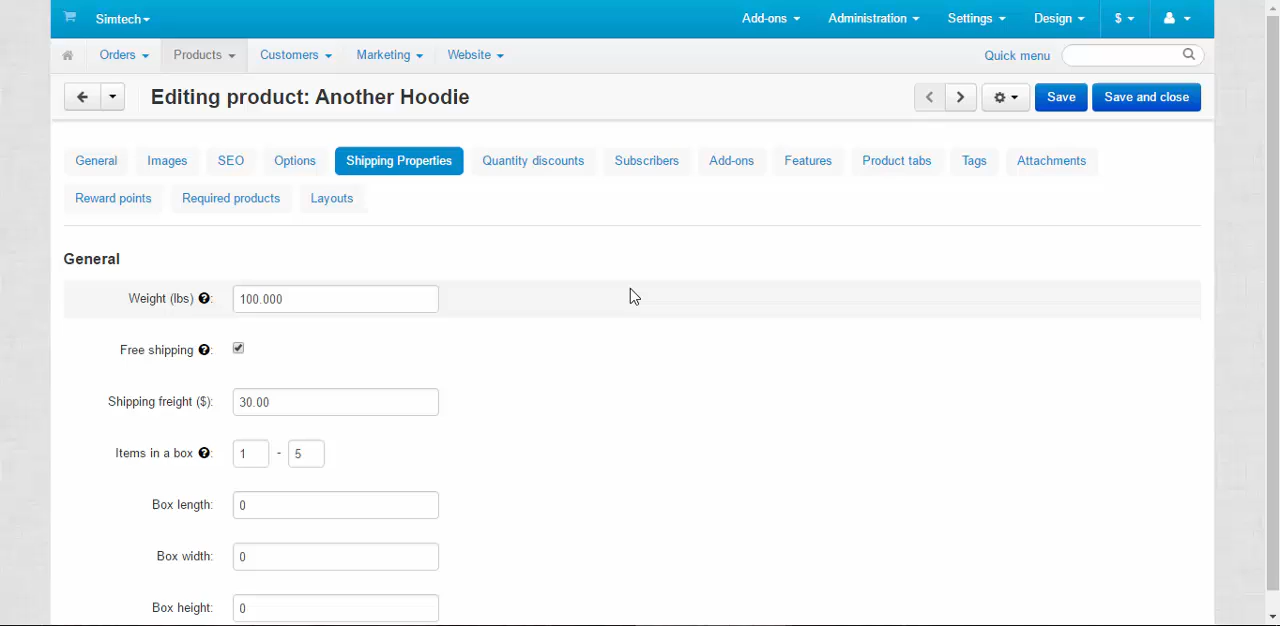 Simtech Add-ons Administration Settings Design $
Orders Products Customers Marketing Website Quick menu
Editing product: Another Hoodie Save Save and close
General Images SEO Options Shipping Properties Quantity discounts Subscribers Add-ons Features Product tabs Tags Attachments
Reward points Required products Layouts
General
Weight (lbs) ?: 100.000
Free shipping ?:
Shipping freight ($): 30.00
Items in a box ?: 1 - 5
Box length: 0
Box width: 0
Box height: 0